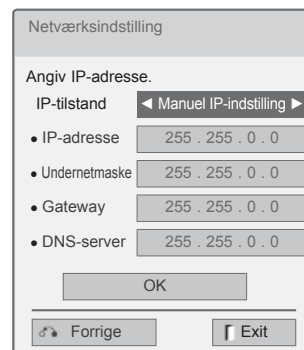 Netværksindstilling
Angiv IP-adresse.
IP-tilstand ◄ Manuel IP-indstilling ►
• IP-adresse 255 . 255 . 0 . 0
• Undernetmaske 255 . 255 . 0 . 0
• Gateway 255 . 255 . 0 . 0
• DNS-server 255 . 255 . 0 . 0
OK
Forrige Exit